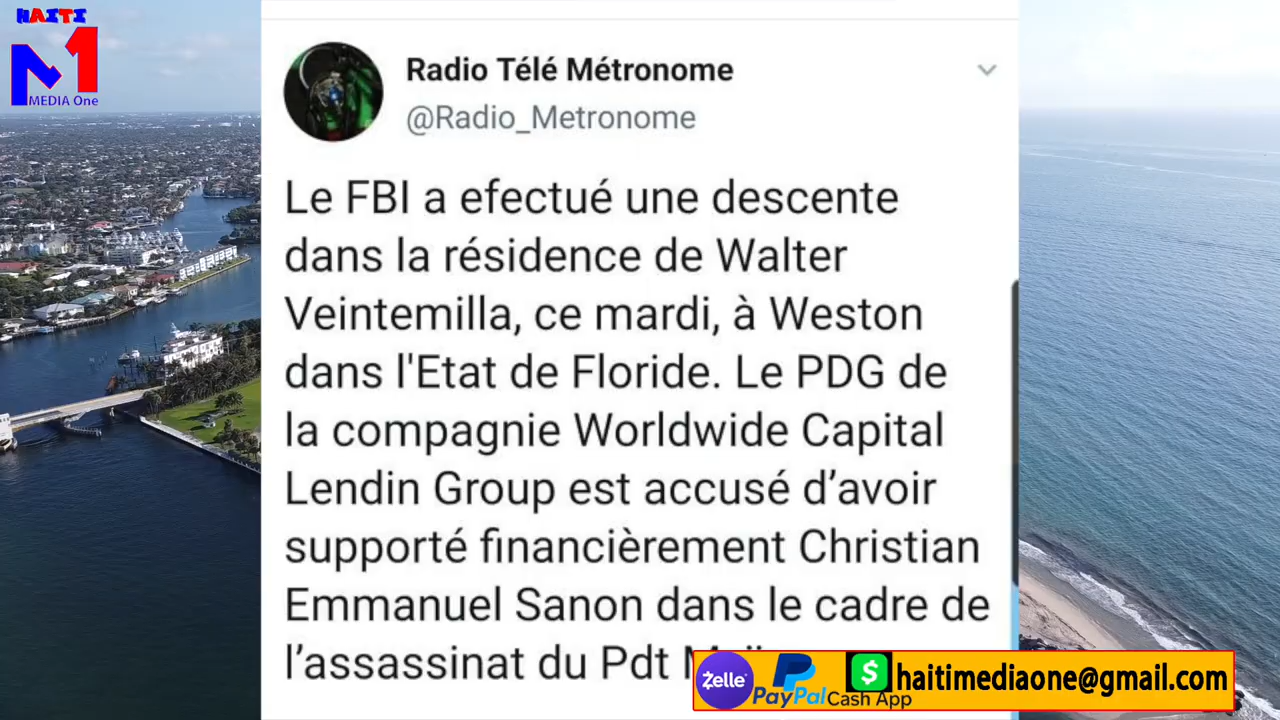 HAITI
M1
MEDIA One
Radio Télé Métronome
@Radio_Metronome
Le FBI a efectué une descente
dans la résidence de Walter
Veintemilla, ce mardi, à Weston
dans l'Etat de Floride. Le PDG de
la compagnie Worldwide Capital
Lendin Group est accusé d’avoir
supporté financièrement Christian
Emmanuel Sanon dans le cadre de
l’assassinat du Pdt
Zelle
PayPal
$
Cash App
haitimediaone@gmail.com